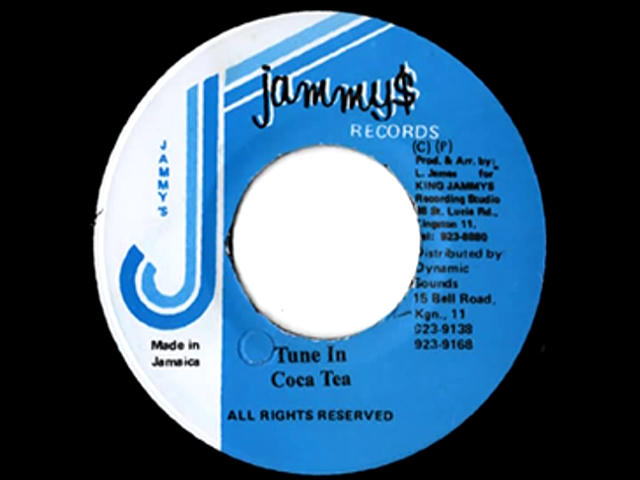 jammy$
RECORDS
JAMMY'S
(C) (P)
Prod. & Arr. by:
L. James for
KING JAMMYS
Recording Studio
St. Lucia Rd.,
Kingston 11.
923-8880
Distributed by:
Dynamic
Sounds
15 Bell Road,
Kgn., 11
923-9138
923-9168
Made in
Jamaica
Tune In
Coca Tea
ALL RIGHTS RESERVED